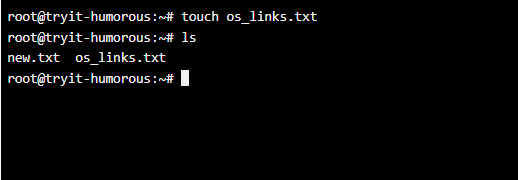 root@tryit-humorous:~# touch os_links.txt
root@tryit-humorous:~# ls
new.txt  os_links.txt
root@tryit-humorous:~#